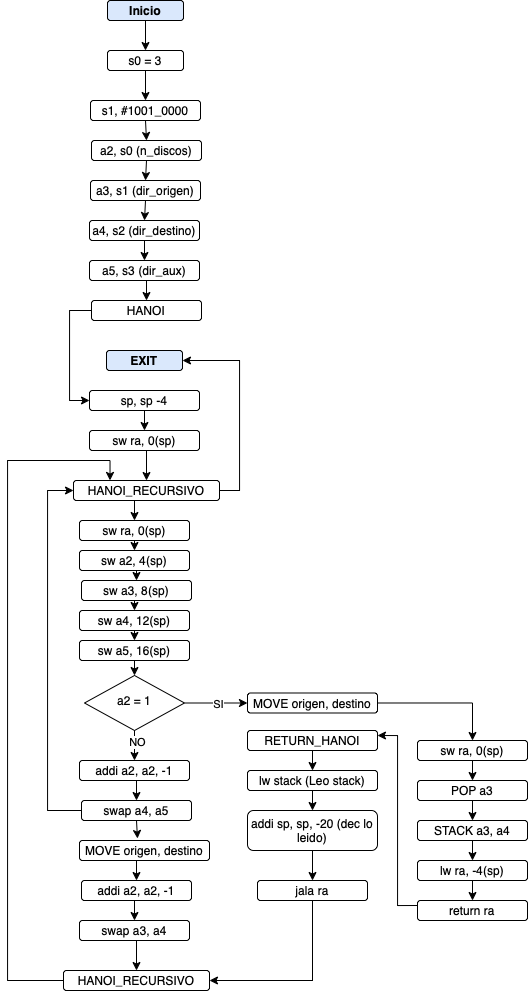 Inicio
s0 = 3
s1, #1001_0000
a2, s0 (n_discos)
a3, s1 (dir_origen)
a4, s2 (dir_destino)
a5, s3 (dir_aux)
HANOI
EXIT
sp, sp -4
sw ra, 0(sp)
HANOI_RECURSIVO
sw ra, 0(sp)
sw a2, 4(sp)
sw a3, 8(sp)
sw a4, 12(sp)
sw a5, 16(sp)
a2 = 1
SI
NO
addi a2, a2, -1
swap a4, a5
MOVE origen, destino
addi a2, a2, -1
swap a3, a4
HANOI_RECURSIVO
MOVE origen, destino
sw ra, 0(sp)
POP a3
STACK a3, a4
lw ra, -4(sp)
return ra
RETURN_HANOI
lw stack (Leo stack)
addi sp, sp, -20 (dec lo
leido)
jala ra